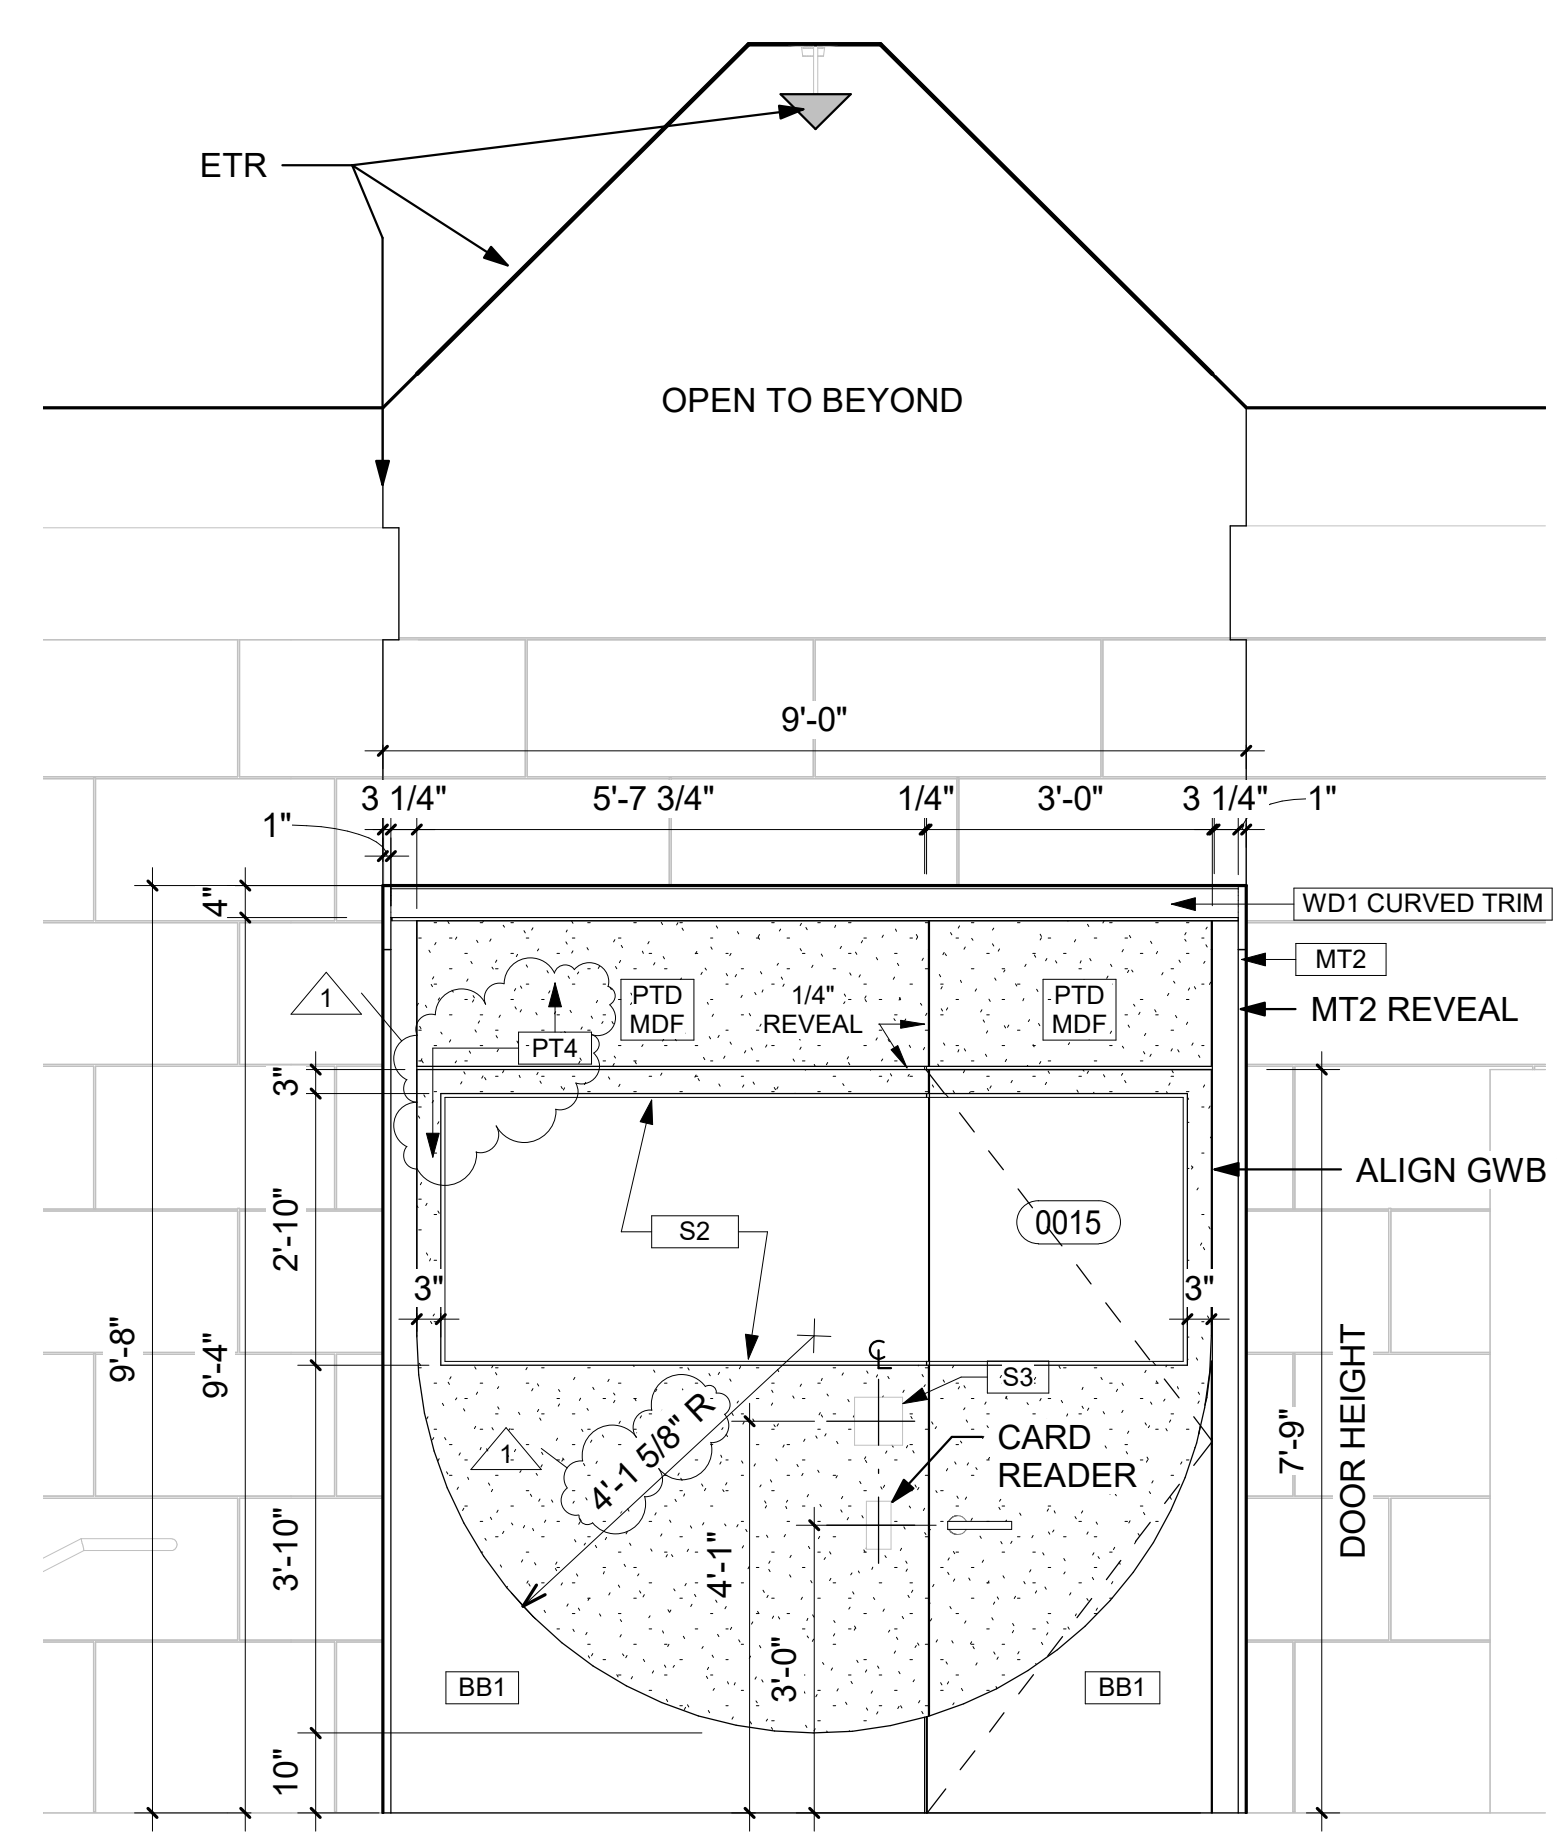 ETR
OPEN TO BEYOND
9'-0"
3 1/4"
5'-7 3/4"
1/4"
3'-0"
3 1/4"
1"
1"
4"
WD1 CURVED TRIM
MT2
MT2 REVEAL
1
PTD
MDF
1/4"
REVEAL
PTD
MDF
PT4
3"
ALIGN GWB
2'-10"
S2
0015
3"
3"
9'-8"
9'-4"
CL
S3
4'-1 5/8" R
1
CARD
READER
7'-9"
DOOR HEIGHT
3'-10"
4'-1"
3'-0"
BB1
BB1
10"